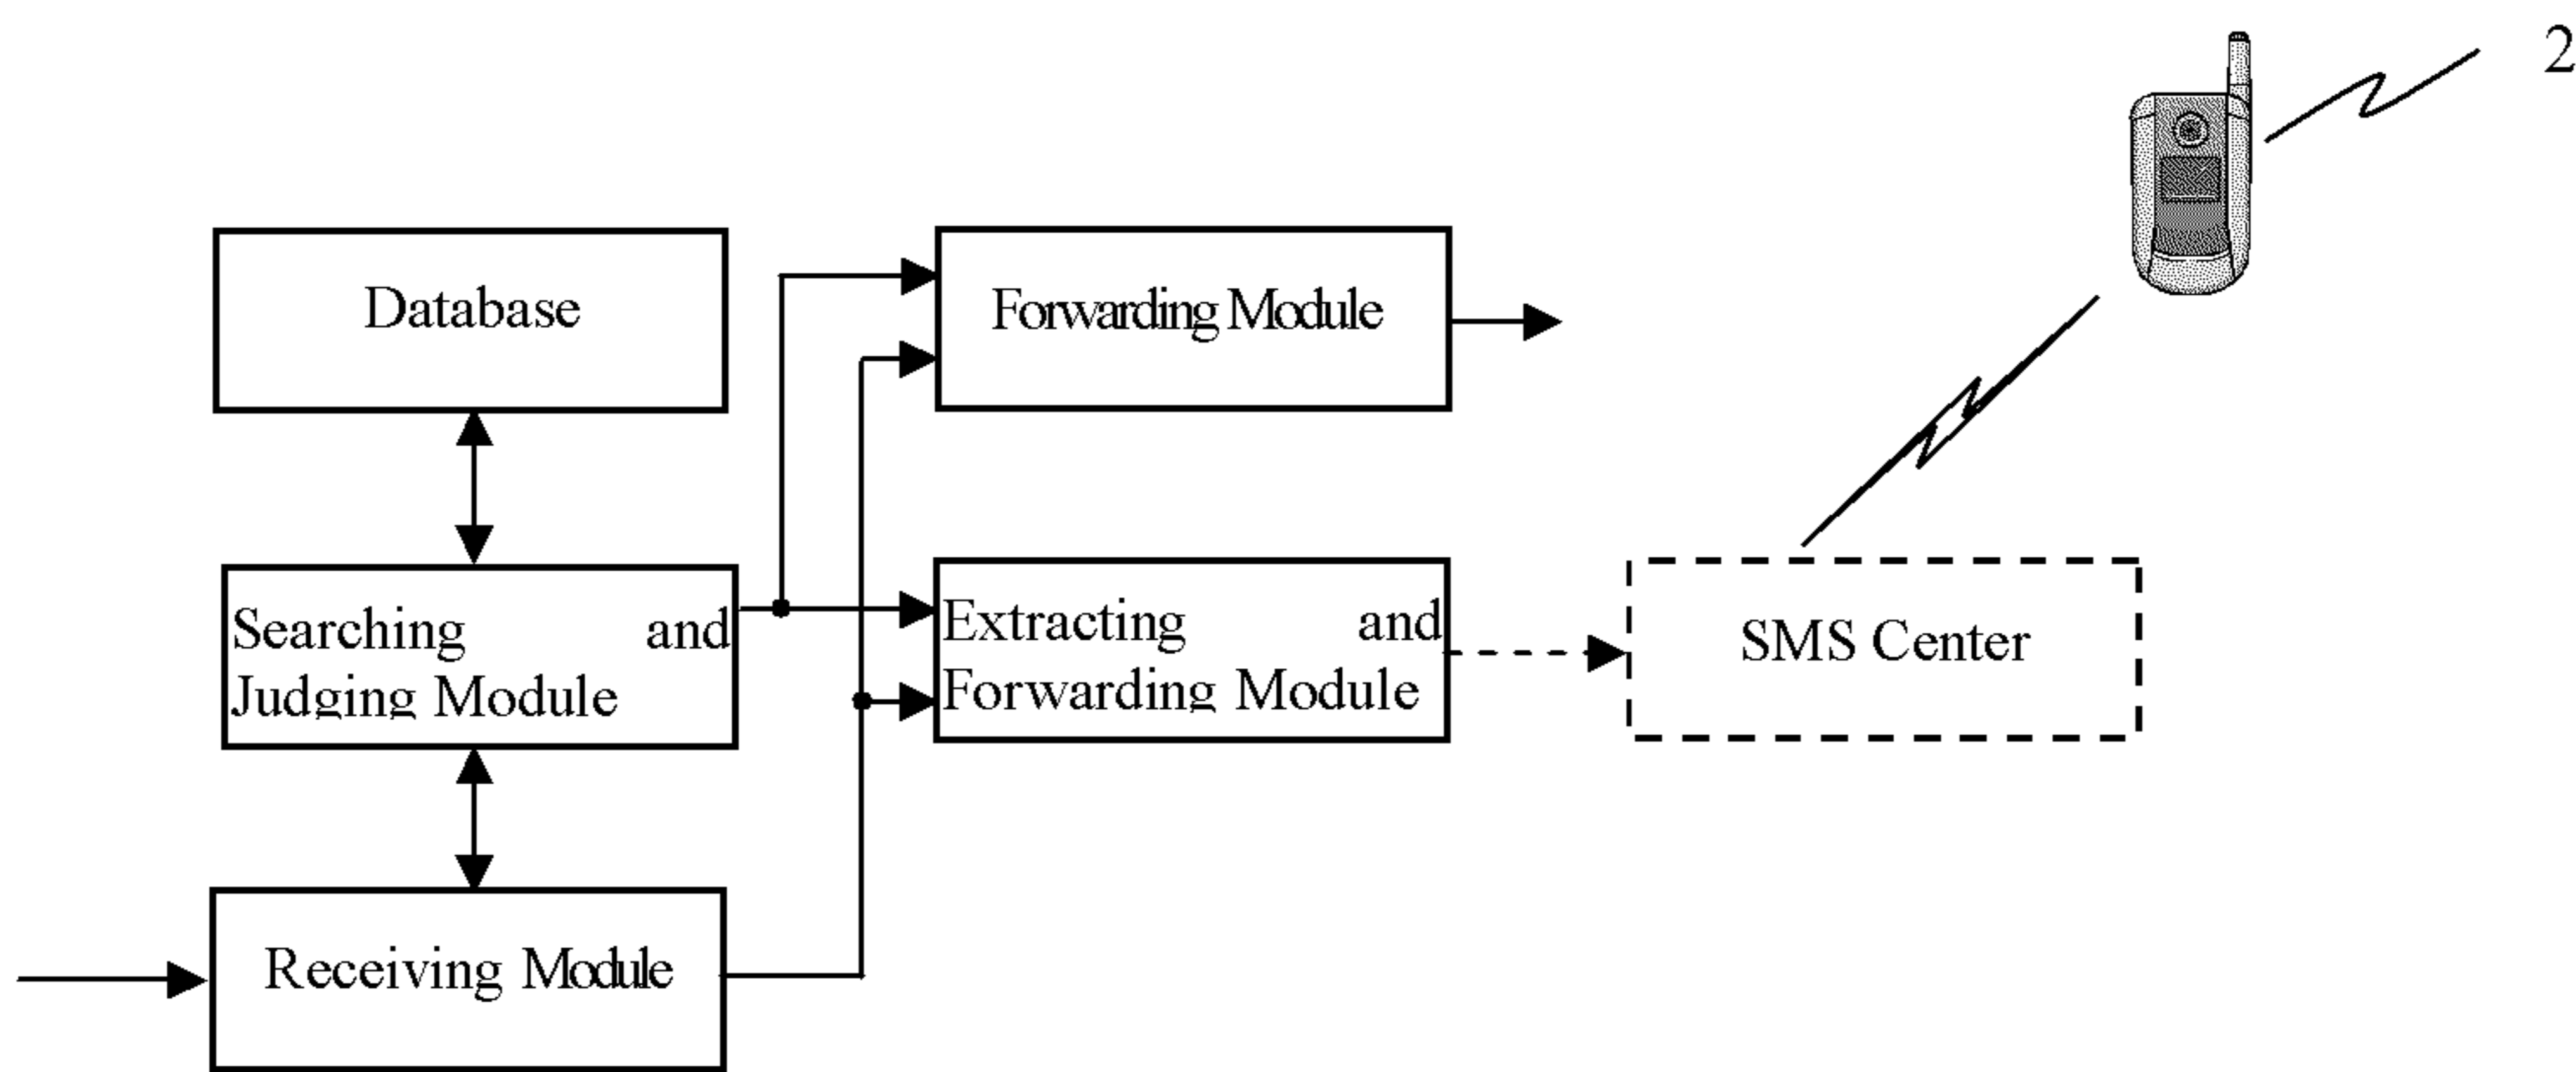 2
Database
Forwarding Module
Searching and
Judging Module
Extracting and
Forwarding Module
SMS Center
Receiving Module